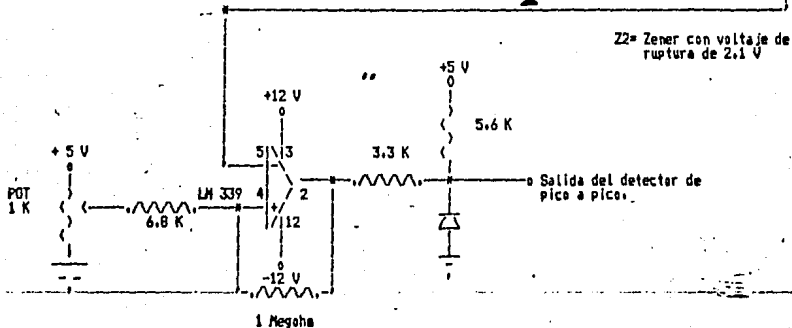 Z2= Zener con voltaje de
ruptura de 2.1 V
+5 V
+12 V
5.6 K
+ 5 V
5
3
3.3 K
POT
1 K
LM 339
4
2
Salida del detector de
pico a pico.
6.8 K
+
12
-12 V
1 Megohm